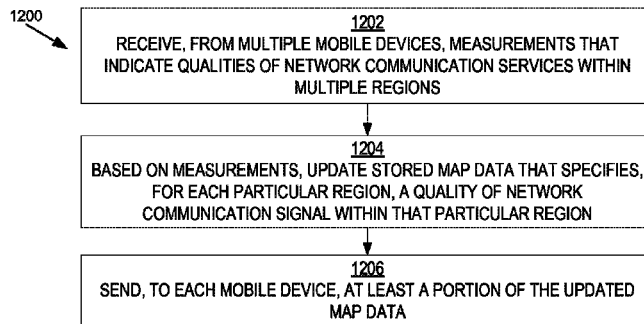 1200
1202
RECEIVE, FROM MULTIPLE MOBILE DEVICES, MEASUREMENTS THAT
INDICATE QUALITIES OF NETWORK COMMUNICATION SERVICES WITHIN
MULTIPLE REGIONS
1204
BASED ON MEASUREMENTS, UPDATE STORED MAP DATA THAT SPECIFIES,
FOR EACH PARTICULAR REGION, A QUALITY OF NETWORK
COMMUNICATION SIGNAL WITHIN THAT PARTICULAR REGION
1206
SEND, TO EACH MOBILE DEVICE, AT LEAST A PORTION OF THE UPDATED
MAP DATA